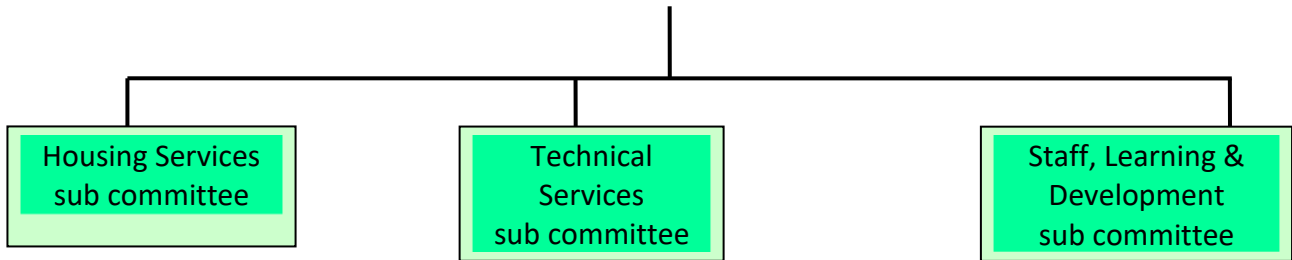 Housing Services
sub committee
Technical
Services
sub committee
Staff, Learning &
Development
sub committee